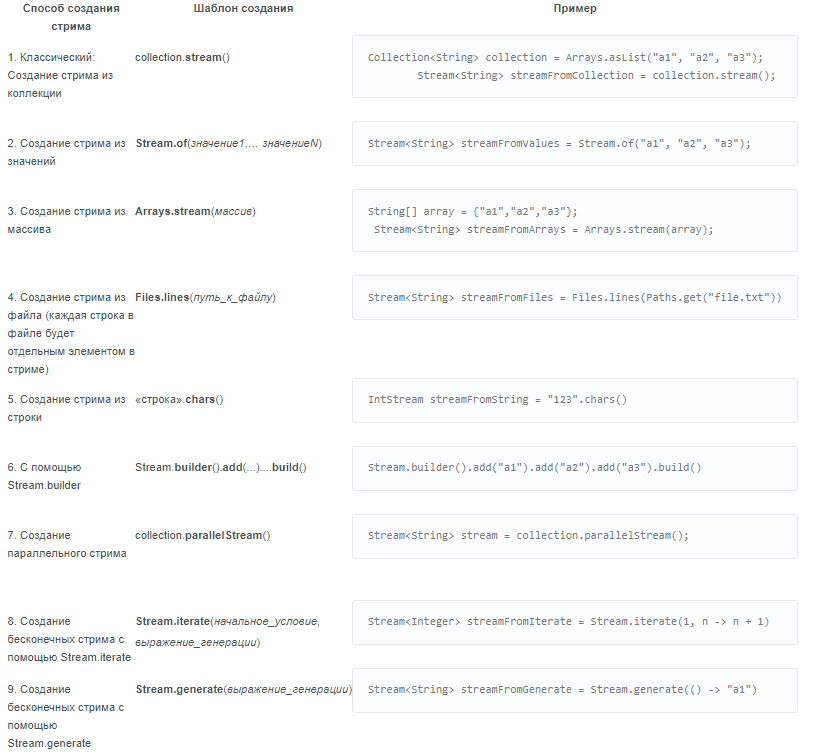 Способ создания стрима
Шаблон создания
Пример
1. Классический:
Создание стрима из
коллекции
collection.stream()
Collection<String> collection = Arrays.asList("a1", "a2", "a3");
Stream<String> streamFromCollection = collection.stream();
2. Создание стрима из
значений
Stream.of(значение1,… значениеN)
Stream<String> streamFromValues = Stream.of("a1", "a2", "a3");
3. Создание стрима из
массива
Arrays.stream(массив)
String[] array = {"a1","a2","a3"};
Stream<String> streamFromArrays = Arrays.stream(array);
4. Создание стрима из
файла (каждая строка в
файле будет
отдельным элементом в
стриме)
Files.lines(путь_к_файлу)
Stream<String> streamFromFiles = Files.lines(Paths.get("file.txt"))
5. Создание стрима из
строки
«строка».chars()
IntStream streamFromString = "123".chars()
6. С помощью
Stream.builder
Stream.builder().add(...)....build()
Stream.builder().add("a1").add("a2").add("a3").build()
7. Создание
параллельного стрима
collection.parallelStream()
Stream<String> stream = collection.parallelStream();
8. Создание
бесконечных стрима с
помощью Stream.iterate
Stream.iterate(начальное_условие,
выражение_генерации)
Stream<Integer> streamFromIterate = Stream.iterate(1, n -> n + 1)
9. Создание
бесконечных стрима с
помощью
Stream.generate
Stream.generate(выражение_генерации)
Stream<String> streamFromGenerate = Stream.generate(() -> "a1")